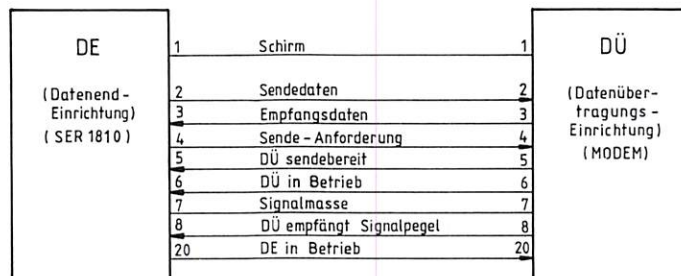 DE
(Datenend-
Einrichtung)
(SER 1810)
1 Schirm 1
2 Sendedaten 2
3 Empfangsdaten 3
4 Sende-Anforderung 4
5 DÜ sendebereit 5
6 DÜ in Betrieb 6
7 Signalmasse 7
8 DÜ empfängt Signalpegel 8
20 DE in Betrieb 20
DÜ
(Datenüber-
tragungs-
Einrichtung)
(MODEM)